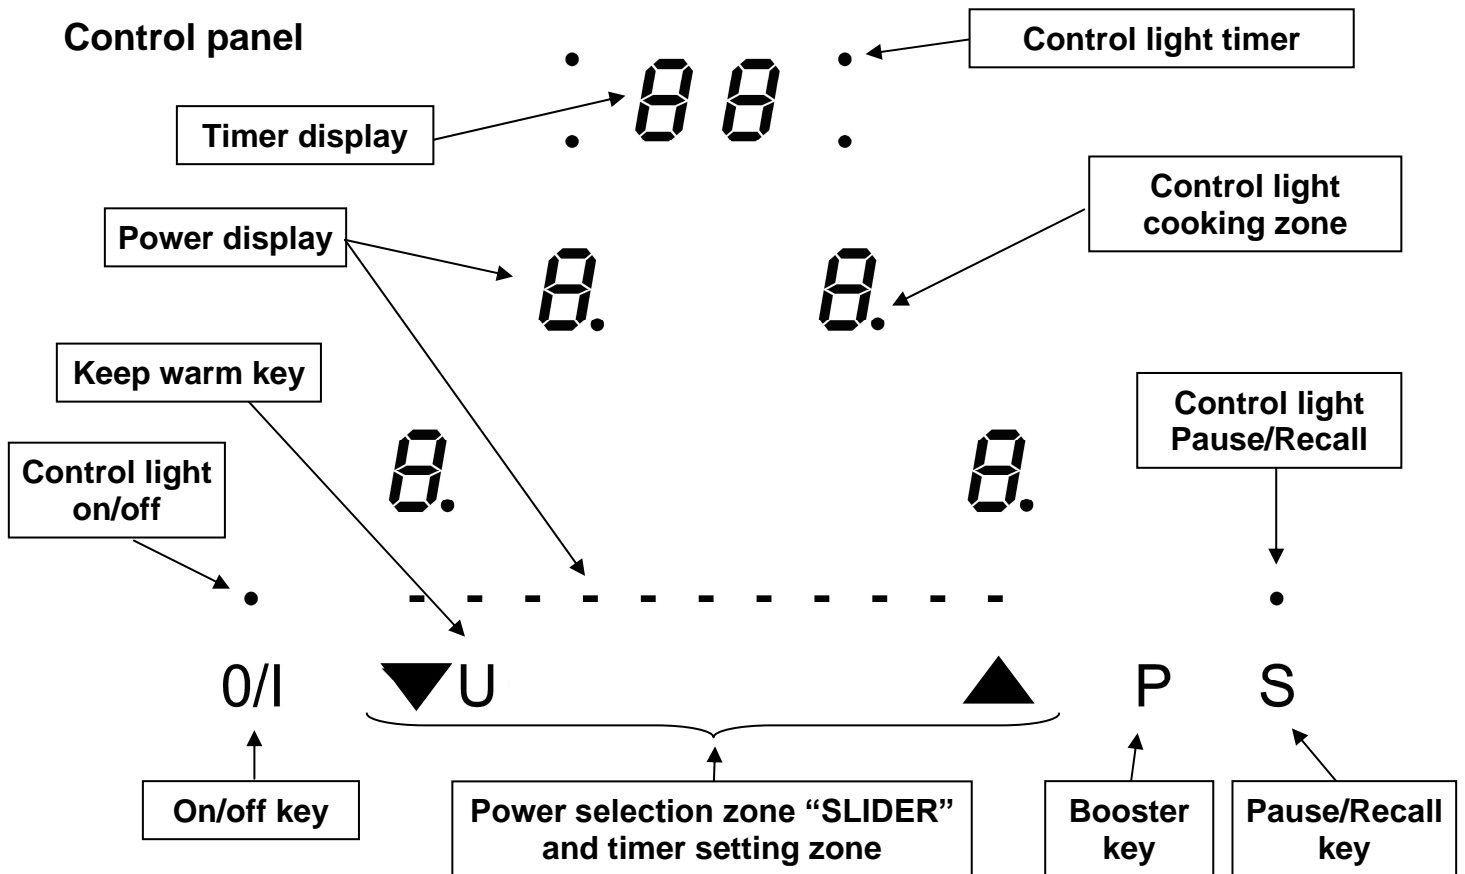 Control panel
Control light timer
88
Timer display
Control light
cooking zone
Power display
8. 8.
Keep warm key
Control light
Pause/Recall
Control light
on/off
8. 8.
- - - - - - - - - - -
0/I ▼U ▲ P S
On/off key
Power selection zone “SLIDER”
and timer setting zone
Booster
key
Pause/Recall
key